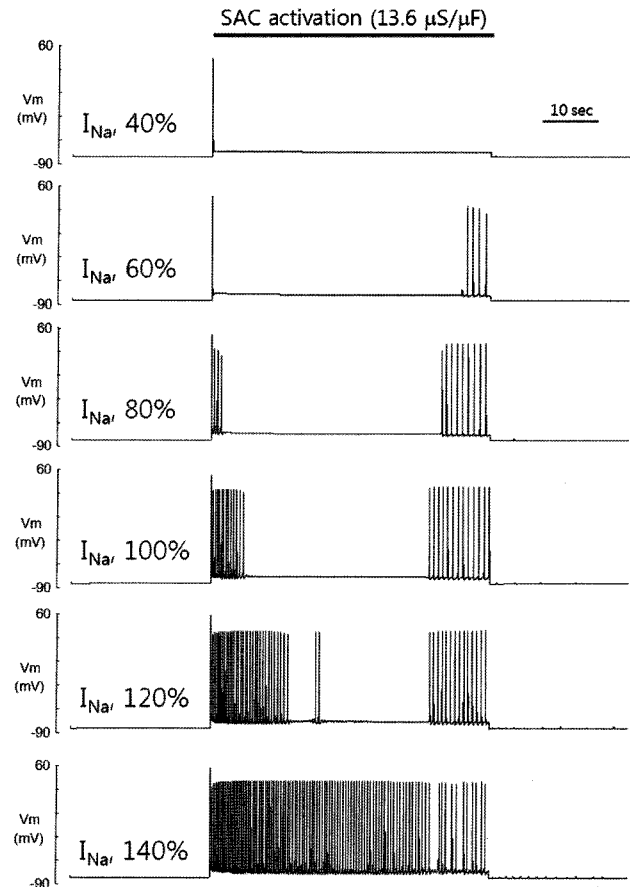 SAC activation (13.6 μS/μF)
60
Vm
(mV)
-90
I_Na, 40%
10 sec
60
Vm
(mV)
-90
I_Na, 60%
60
Vm
(mV)
-90
I_Na, 80%
60
Vm
(mV)
-90
I_Na, 100%
60
Vm
(mV)
-90
I_Na, 120%
60
Vm
(mV)
-90
I_Na, 140%